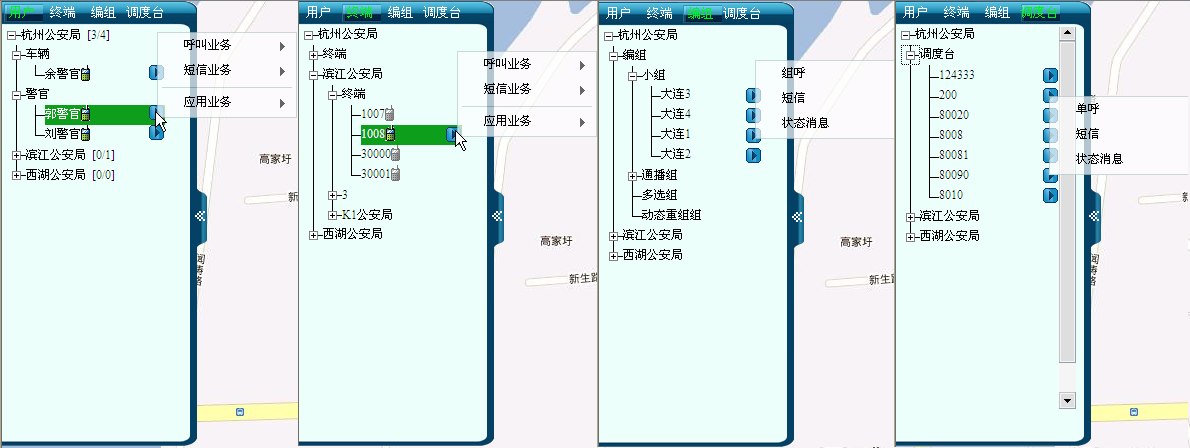 用户 终端 编组 调度台
杭州公安局 [3/4]
车辆
余警官
警官
郭警官
刘警官
滨江公安局 [0/1]
西湖公安局 [0/0]
呼叫业务
短信业务
应用业务
高家圩
新
闻涛路
用户 终端 编组 调度台
杭州公安局
终端
滨江公安局
终端
1007
1008
30000
30001
3
K1公安局
西湖公安局
呼叫业务
短信业务
应用业务
高家圩
新生路
用户 终端 编组 调度台
杭州公安局
编组
小组
大连3
大连4
大连1
大连2
通播组
多选组
动态重组组
滨江公安局
西湖公安局
组呼
短信
状态消息
高家圩
新生
用户 终端 编组 调度台
杭州公安局
调度台
124333
200
80020
8008
80081
80090
8010
滨江公安局
西湖公安局
单呼
短信
状态消息
高家圩
新